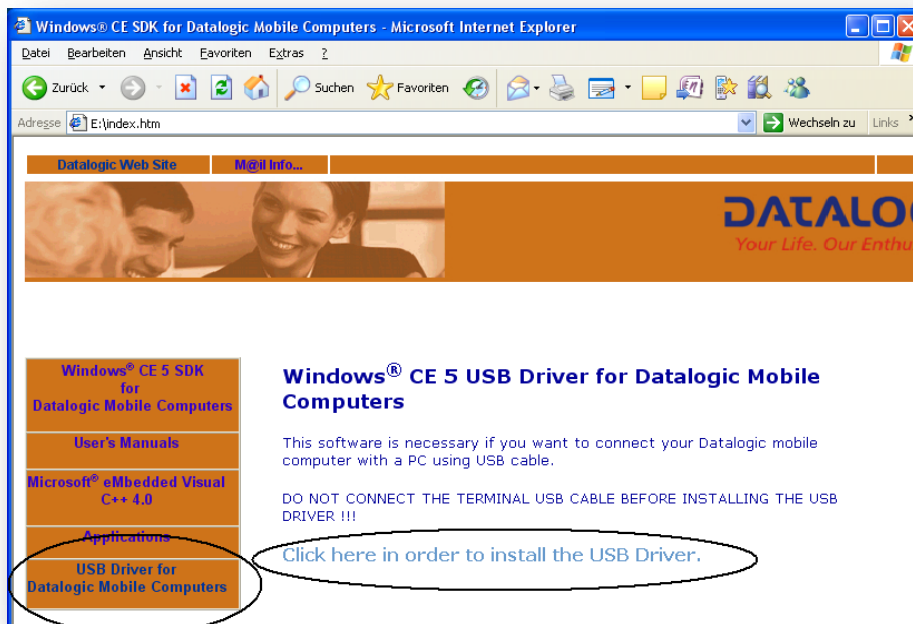 Windows® CE SDK for Datalogic Mobile Computers - Microsoft Internet Explorer
Datei Bearbeiten Ansicht Favoriten Extras ?
Zurück Suchen Favoriten
Adresse E:\index.htm Wechseln zu Links
Datalogic Web Site M@il Info...
DATALO
Your Life. Our Enthu
Windows® CE 5 SDK
for
Datalogic Mobile Computers
User's Manuals
Microsoft® eMbedded Visual
C++ 4.0
Applications
USB Driver for
Datalogic Mobile Computers
Windows® CE 5 USB Driver for Datalogic Mobile
Computers
This software is necessary if you want to connect your Datalogic mobile
computer with a PC using USB cable.
DO NOT CONNECT THE TERMINAL USB CABLE BEFORE INSTALLING THE USB
DRIVER !!!
Click here in order to install the USB Driver.